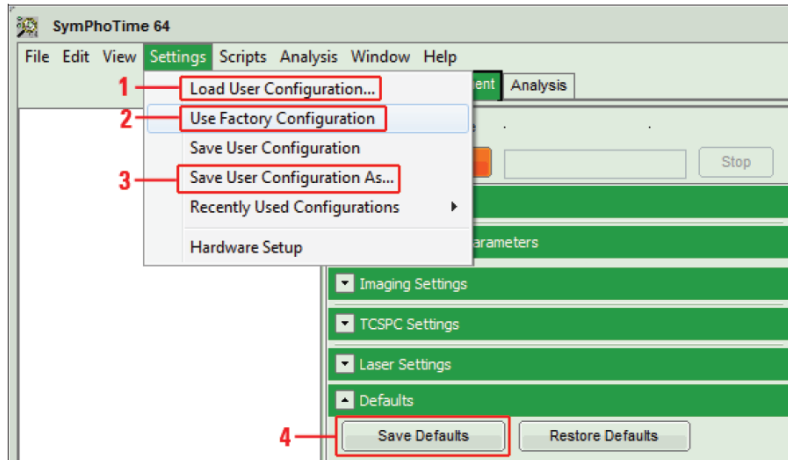 SymPhoTime 64
File Edit View Settings Scripts Analysis Window Help
1 Load User Configuration... ent Analysis
2 Use Factory Configuration
Save User Configuration Stop
3 Save User Configuration As...
Recently Used Configurations
arameters
Hardware Setup
Imaging Settings
TCSPC Settings
Laser Settings
Defaults
4 Save Defaults Restore Defaults